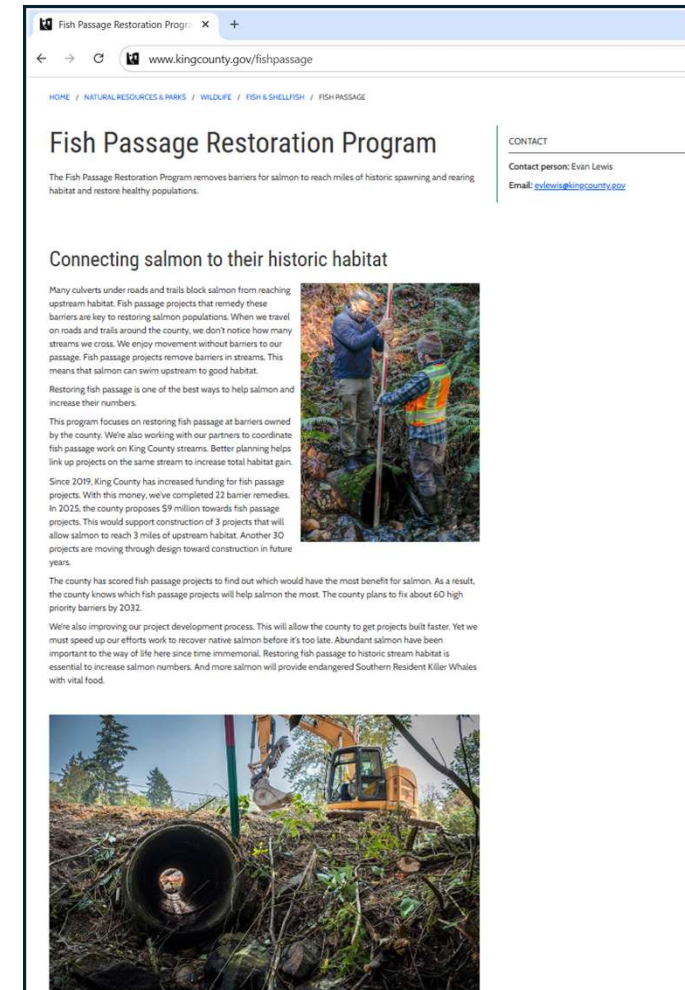 Fish Passage Restoration Progra
www.kingcounty.gov/fishpassage
HOME / NATURAL RESOURCES & PARKS / WILDLIFE / FISH & SHELLFISH / FISH PASSAGE
Fish Passage Restoration Program
The Fish Passage Restoration Program removes barriers for salmon to reach miles of historic spawning and rearing
habitat and restore healthy populations.
CONTACT
Contact person: Evan Lewis
Email: evlewis@kingcounty.gov
Connecting salmon to their historic habitat
Many culverts under roads and trails block salmon from reaching
upstream habitat. Fish passage projects that remedy these
barriers are key to restoring salmon populations. When we travel
on roads and trails around the county, we don't notice how many
streams we cross. We enjoy movement without barriers to our
passage. Fish passage projects remove barriers in streams. This
means that salmon can swim upstream to good habitat.
Restoring fish passage is one of the best ways to help salmon and
increase their numbers.
This program focuses on restoring fish passage at barriers owned
by the county. We're also working with our partners to coordinate
fish passage work on King County streams. Better planning helps
link up projects on the same stream to increase total habitat gain.
Since 2019, King County has increased funding for fish passage
projects. With this money, we've completed 22 barrier remedies.
In 2025, the county proposes $9 million towards fish passage
projects. This would support construction of 3 projects that will
allow salmon to reach 3 miles of upstream habitat. Another 30
projects are moving through design toward construction in future
years.
The county has scored fish passage projects to find out which would have the most benefit for salmon. As a result,
the county knows which fish passage projects will help salmon the most. The county plans to fix about 60 high
priority barriers by 2032.
We're also improving our project development process. This will allow the county to get projects built faster. Yet we
must speed up our efforts work to recover native salmon before it's too late. Abundant salmon have been
important to the way of life here since time immemorial. Restoring fish passage to historic stream habitat is
essential to increase salmon numbers. And more salmon will provide endangered Southern Resident Killer Whales
with vital food.